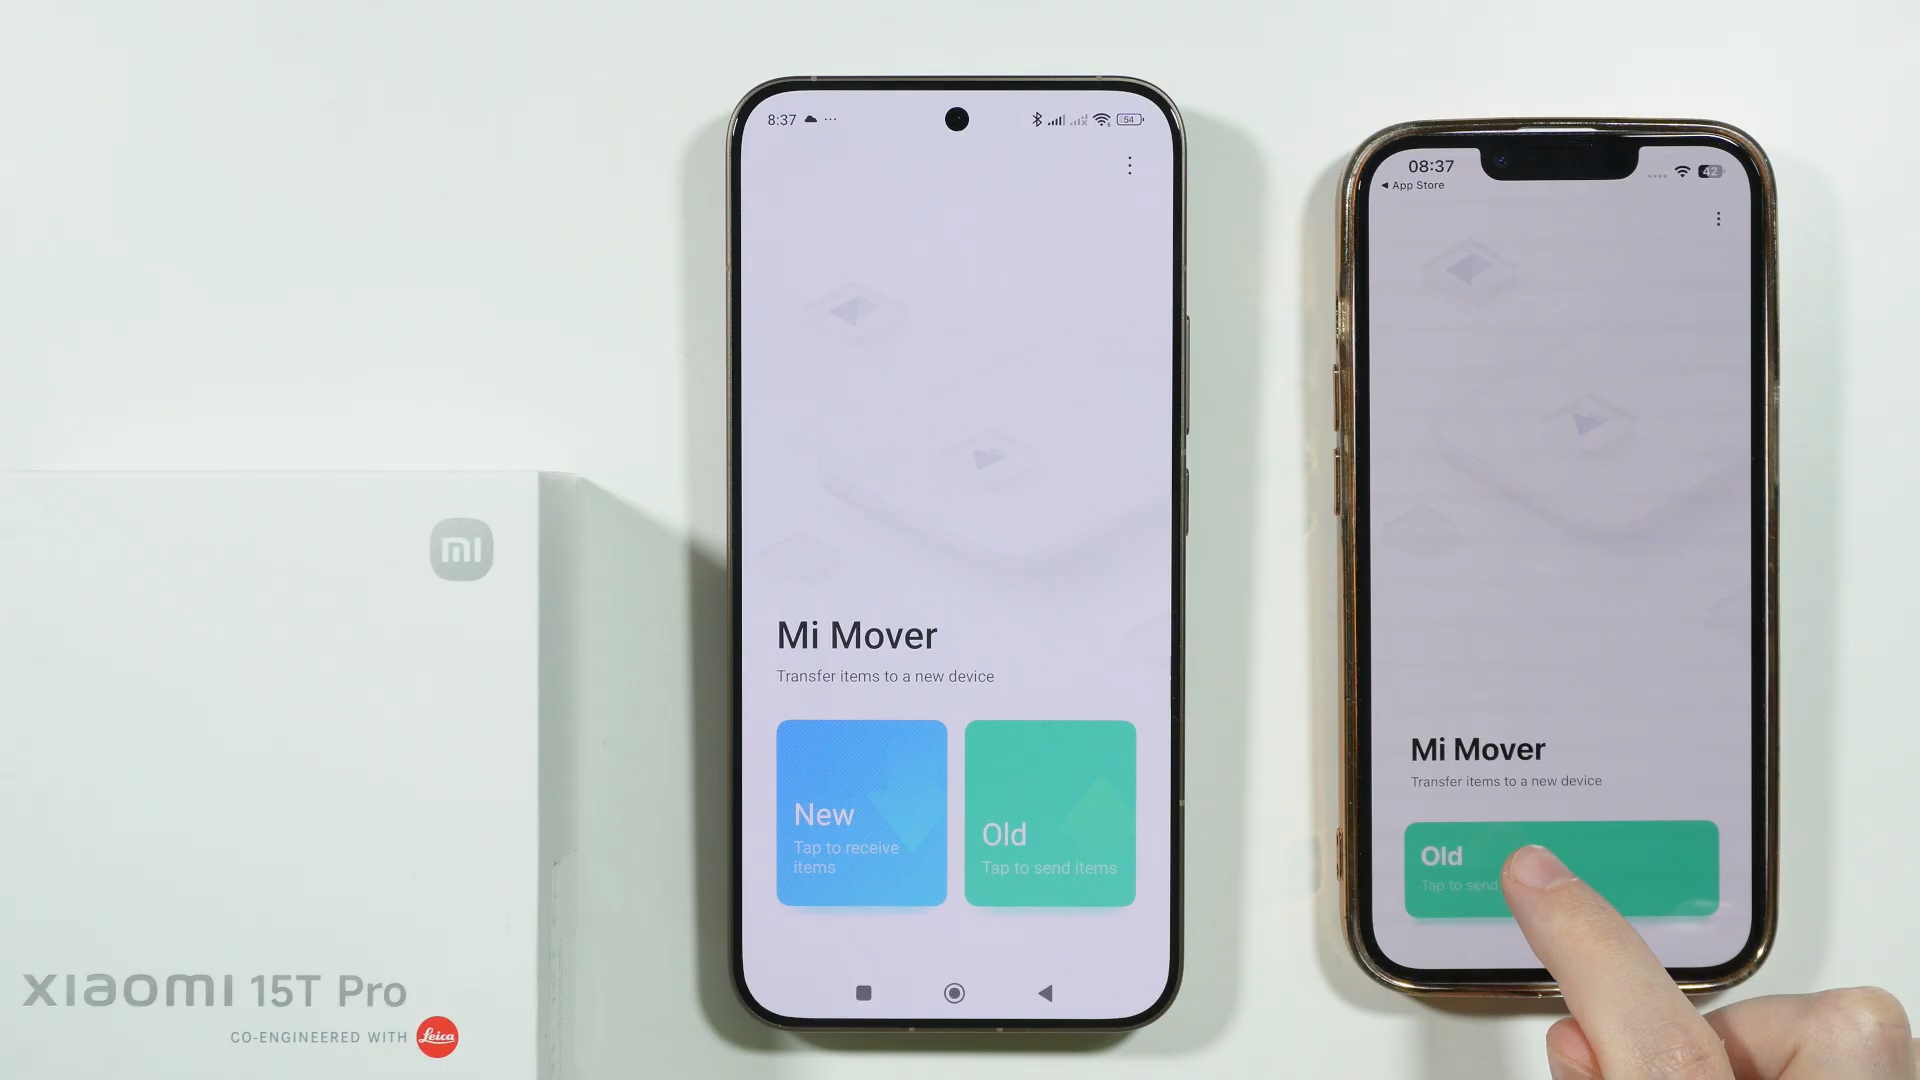 mi
xiaomi 15T Pro
CO-ENGINEERED WITH Leica
8:37
54
Mi Mover
Transfer items to a new device
New
Tap to receive
items
Old
Tap to send items
08:37
42
◄ App Store
Mi Mover
Transfer items to a new device
Old
Tap to send